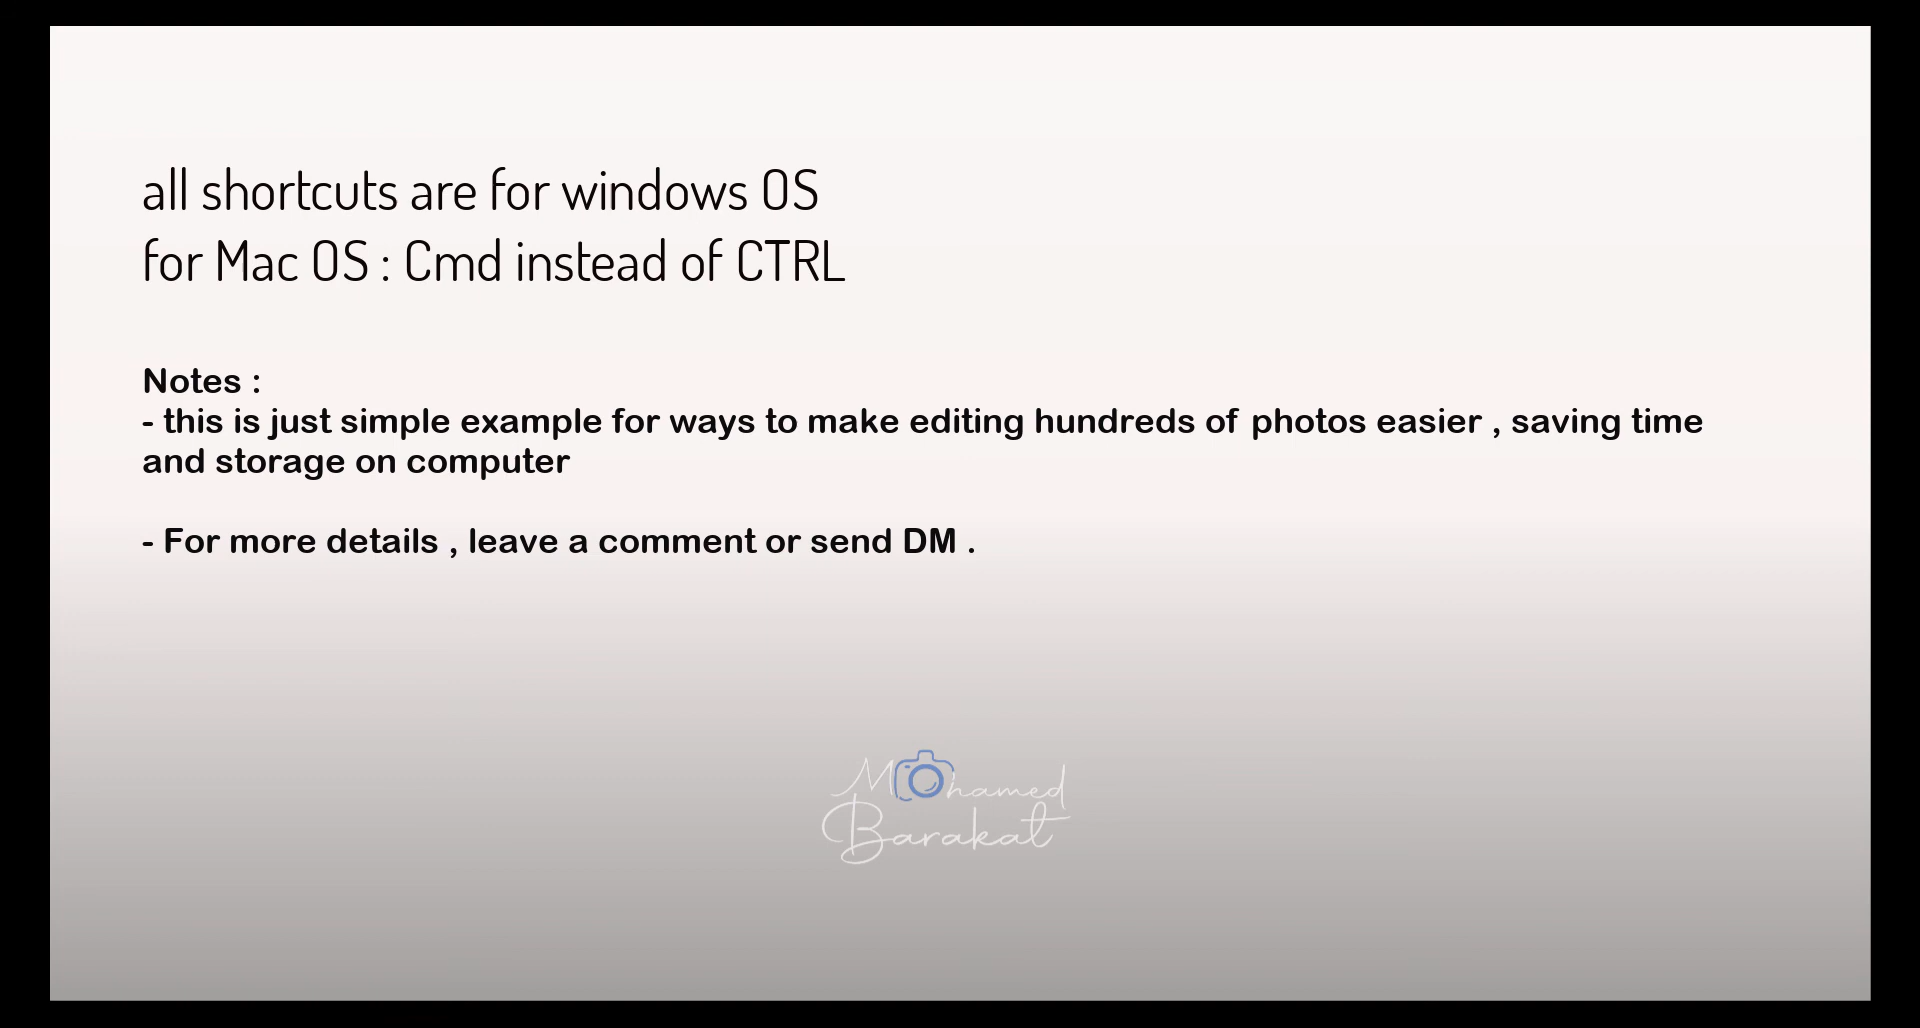 all shortcuts are for windows OS
for Mac OS : Cmd instead of CTRL
Notes :
- this is just simple example for ways to make editing hundreds of photos easier , saving time
and storage on computer
- For more details , leave a comment or send DM .
Mohamed
Barakat